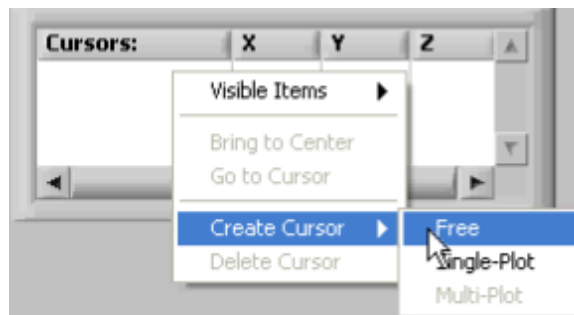 Cursors: X Y Z
Visible Items
Bring to Center
Go to Cursor
Create Cursor
Free
Delete Cursor
Single-Plot
Multi-Plot